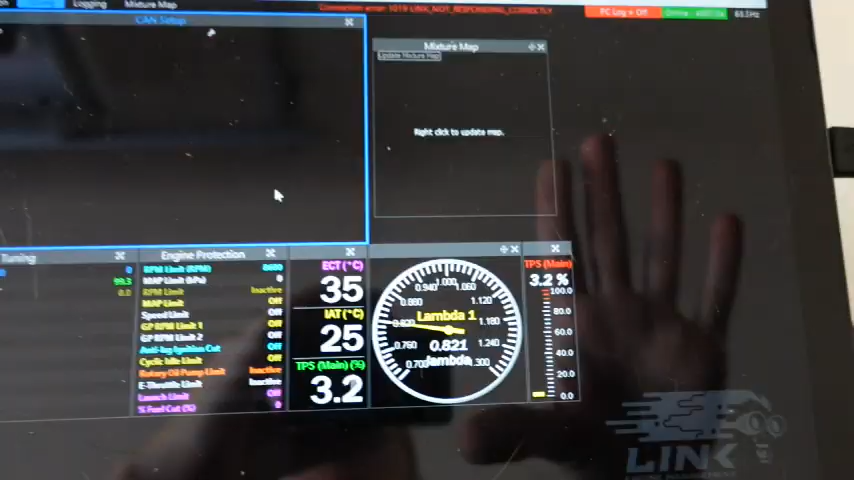 Logging
Mixture Map
Connection error: 1019 LINK_NOT_RESPONDING_CORRECTLY
PC Log = Off
63.5Hz
CAN Setup
Mixture Map
Update Mixture Map
Right click to update map.
Tuning
0
99.3
0.0
Engine Protection
RPM Limit (RPM) 8600
MAP Limit (kPa) 0
RPM Limit Inactive
MAP Limit Off
Speed Limit Off
GP RPM Limit 1 Off
GP RPM Limit 2 Off
Anti-lag Ignition Cut Off
Cyclic Idle Limit Off
Rotary Oil Pump Limit Inactive
E-Throttle Limit Inactive
Launch Limit Off
% Fuel Cut (%) 0
ECT (°C)
35
IAT (°C)
25
TPS (Main) (%)
3.2
1.000
0.940 1.060
0.880 1.120
Lambda 1
0.820 1.180
0.821
0.760 1.240
lambda
0.700 1.300
TPS (Main)
3.2 %
100.0
80.0
60.0
40.0
20.0
0.0
LINK